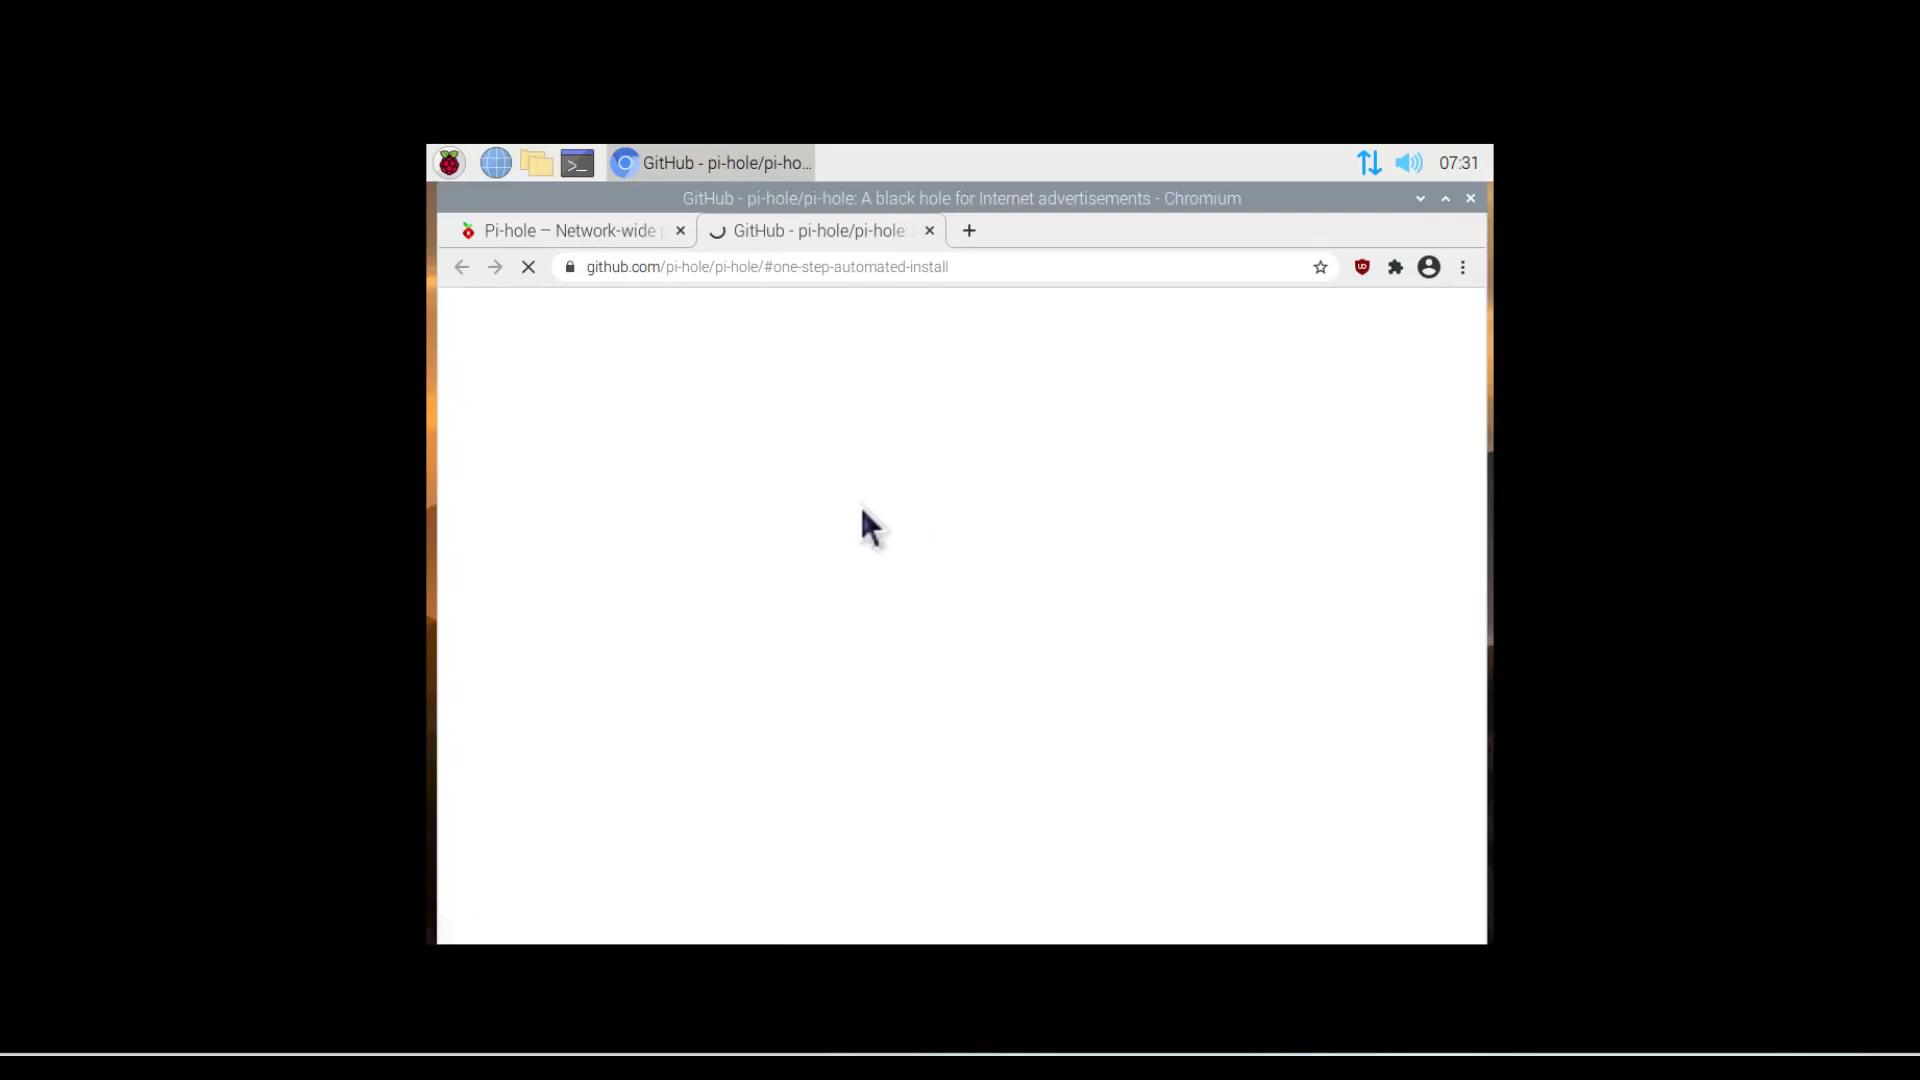 GitHub - pi-hole/pi-ho...
07:31
GitHub - pi-hole/pi-hole: A black hole for Internet advertisements - Chromium
Pi-hole – Network-wide
GitHub - pi-hole/pi-hole:
github.com/pi-hole/pi-hole/#one-step-automated-install